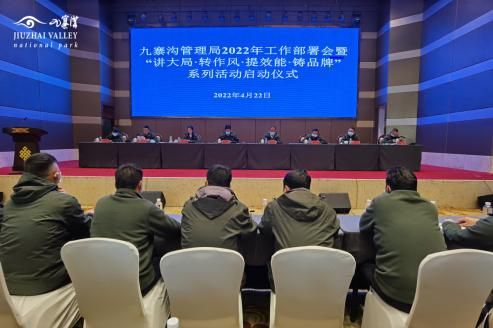 九寨沟
JIUZHAI VALLEY
national park
九寨沟管理局2022年工作部署会暨
“讲大局·转作风·提效能·铸品牌”
系列活动启动仪式
2022年4月22日